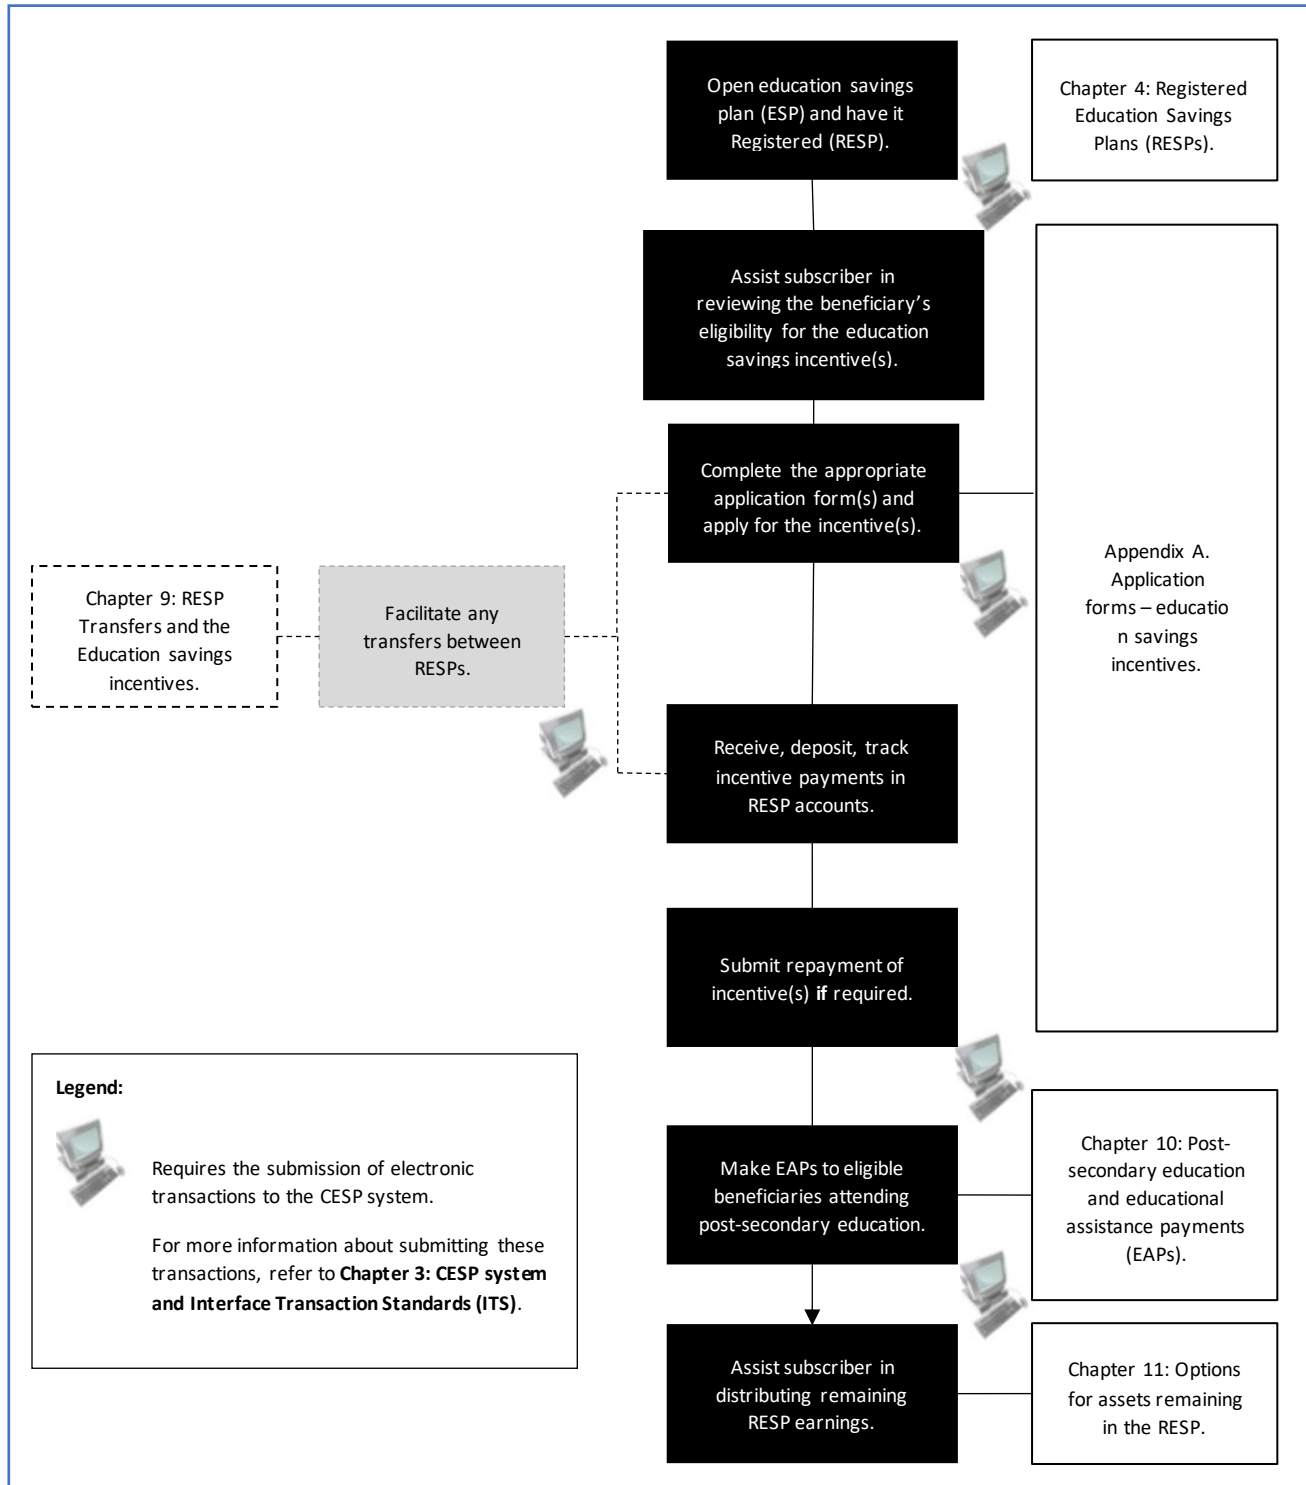 Open education savings
plan (ESP) and have it
Registered (RESP).
Chapter 4: Registered
Education Savings
Plans (RESPs).
Assist subscriber in
reviewing the beneficiary’s
eligibility for the education
savings incentive(s).
Complete the appropriate
application form(s) and
apply for the incentive(s).
Appendix A.
Application
forms – educatio
n savings
incentives.
Chapter 9: RESP
Transfers and the
Education savings
incentives.
Facilitate any
transfers between
RESPs.
Receive, deposit, track
incentive payments in
RESP accounts.
Submit repayment of
incentive(s) if required.
Legend:
Requires the submission of electronic
transactions to the CESP system.
For more information about submitting these
transactions, refer to Chapter 3: CESP system
and Interface Transaction Standards (ITS).
Make EAPs to eligible
beneficiaries attending
post-secondary education.
Chapter 10: Post-
secondary education
and educational
assistance payments
(EAPs).
Assist subscriber in
distributing remaining
RESP earnings.
Chapter 11: Options
for assets remaining
in the RESP.